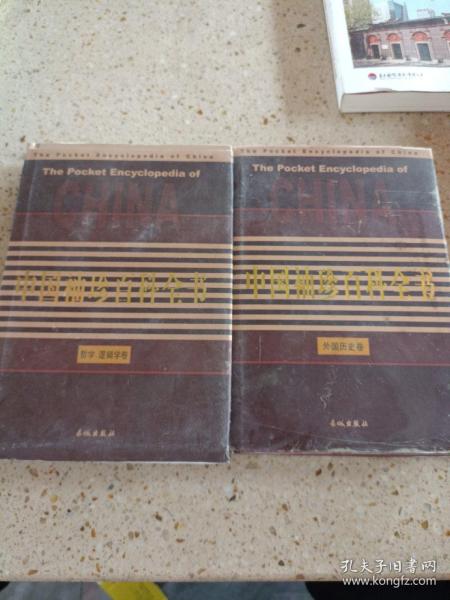 The Pocket Encyclopedia of China
The Pocket Encyclopedia of
CHINA
中国袖珍百科全书
哲学 逻辑学卷
长城出版社
The Pocket Encyclopedia of China
The Pocket Encyclopedia of
CHINA
中国袖珍百科全书
外国历史卷
长城出版社
孔夫子旧书网
www.kongfz.com